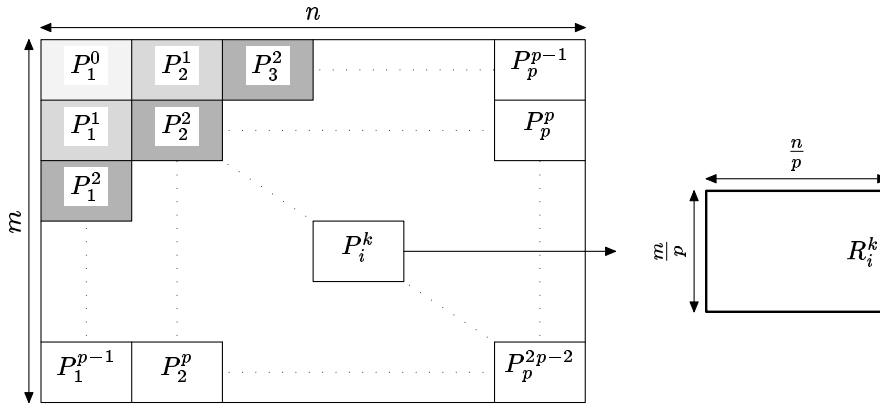 n
P_1^0 P_2^1 P_3^2 P_p^{p-1}
P_1^1 P_2^2 P_p^p
n/p
P_1^2
m P_i^k m/p R_i^k
P_1^{p-1} P_2^p P_p^{2p-2}